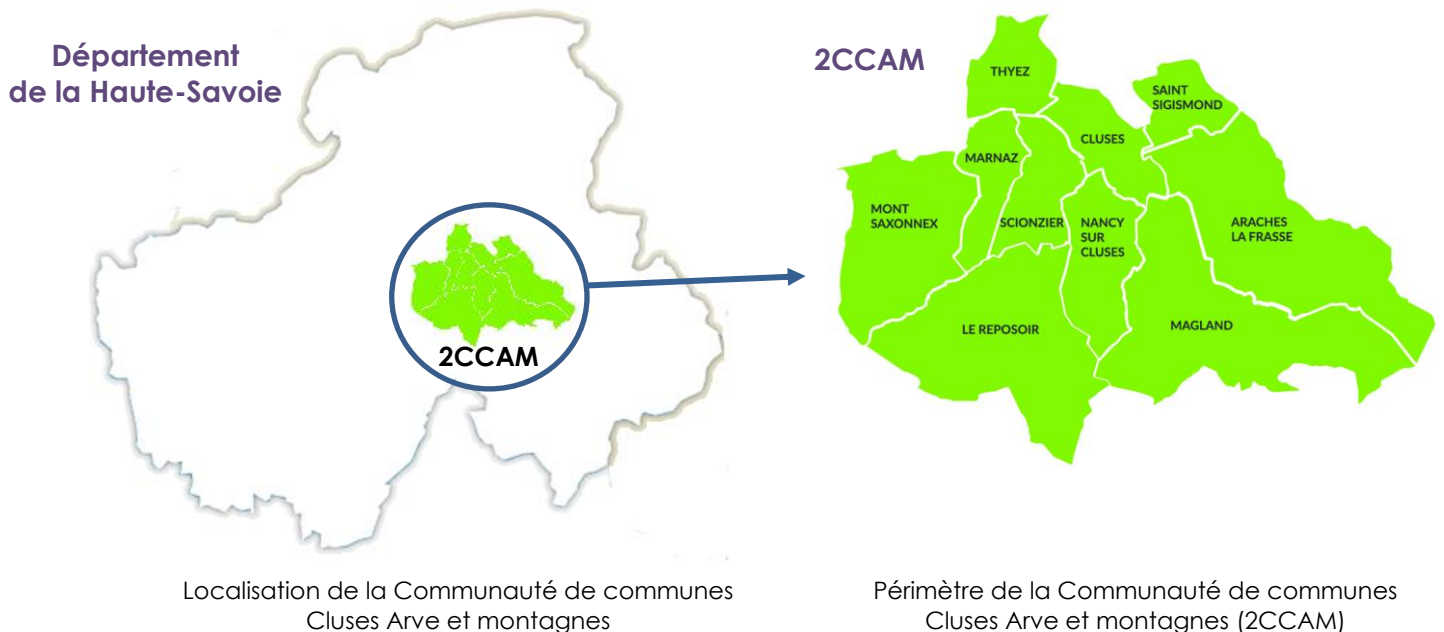 Département
de la Haute-Savoie
2CCAM
2CCAM
THYEZ
SAINT
SIGISMOND
CLUSES
MARNAZ
MONT
SAXONNEX
SCIONZIER
NANCY
SUR
CLUSES
ARACHES
LA FRASSE
LE REPOSOIR
MAGLAND
Localisation de la Communauté de communes
Cluses Arve et montagnes
Périmètre de la Communauté de communes
Cluses Arve et montagnes (2CCAM)